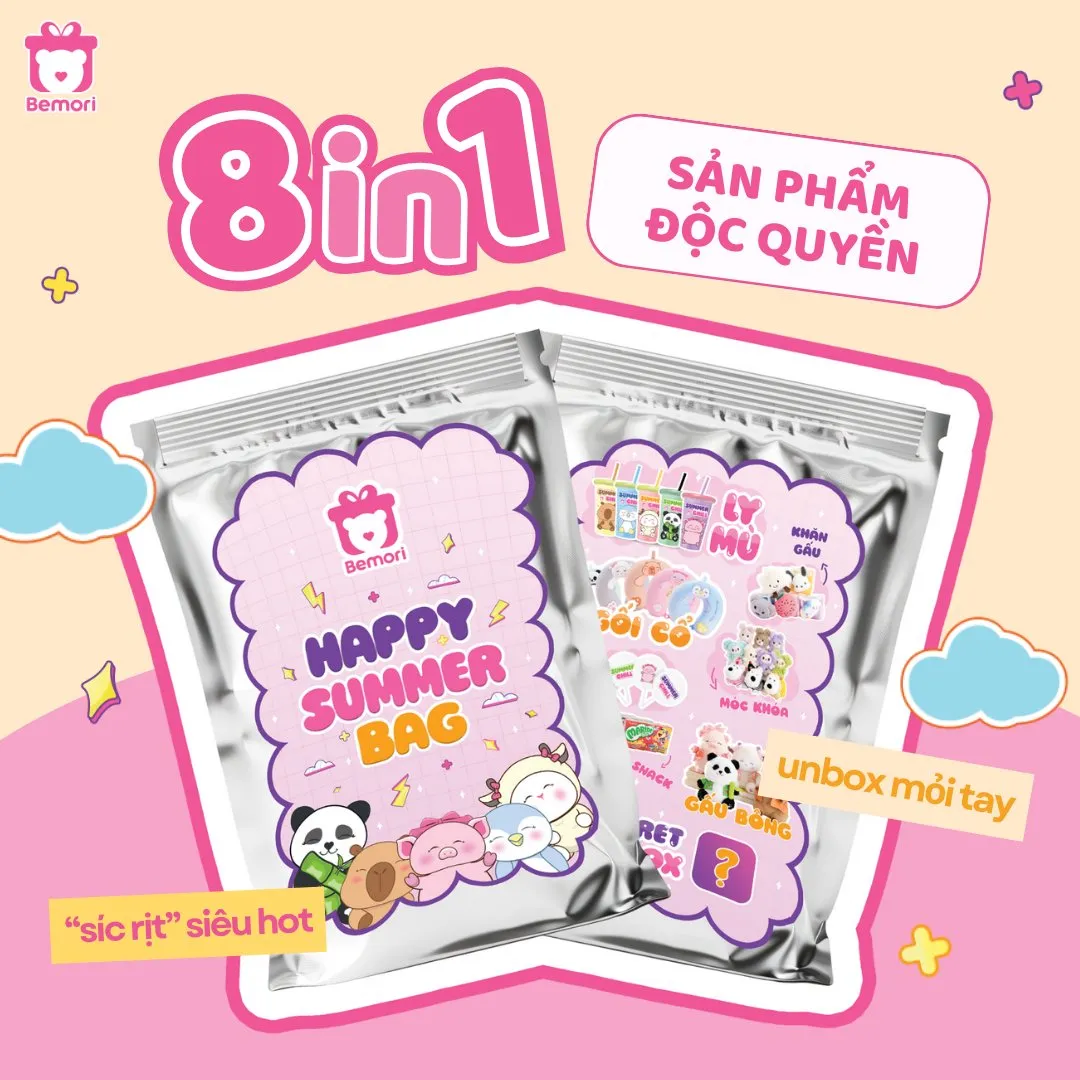 Bemori
8in1
SẢN PHẨM
ĐỘC QUYỀN
Bemori
HAPPY
SUMMER
BAG
LY
MÙ
KHĂN
GẤU
GỐI CỔ
MÓC KHÓA
SNACK
GẤU BÔNG
?
unbox mỏi tay
“síc rịt” siêu hot